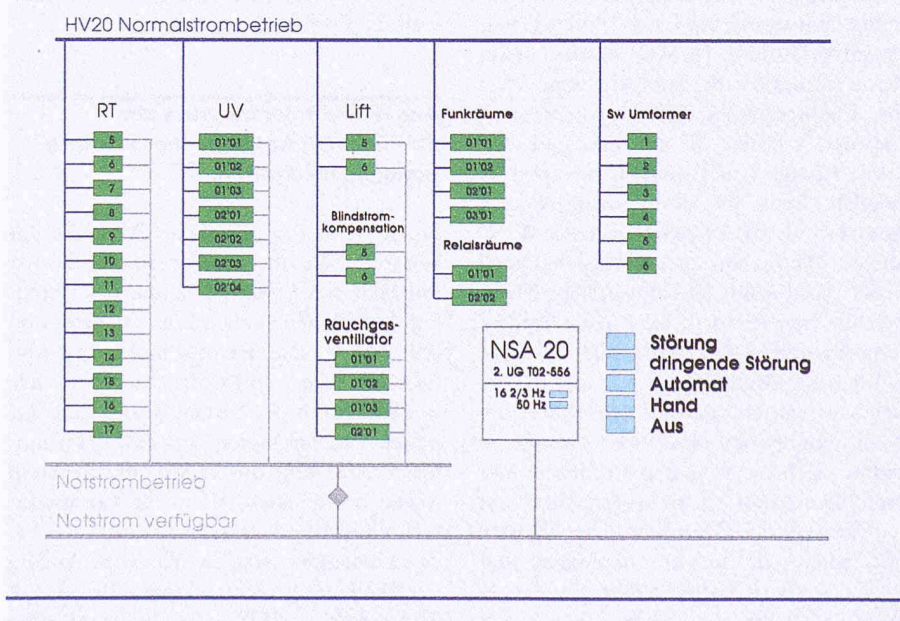 HV20 Normalstrombetrieb
RT
5
6
7
8
9
10
11
12
13
14
15
16
17
UV
01'01
01'02
01'03
02'01
02'02
02'03
02'04
Lift
5
6
Blindstrom-
kompensation
5
6
Rauchgas-
ventillator
01'01
01'02
01'03
02'01
Funkräume
01'01
01'02
02'01
03'01
Relaisräume
01'01
02'02
Sw Umformer
1
2
3
4
5
6
NSA 20
2. UG T02-556
16 2/3 Hz
50 Hz
Störung
dringende Störung
Automat
Hand
Aus
Notstrombetrieb
Notstrom verfügbar